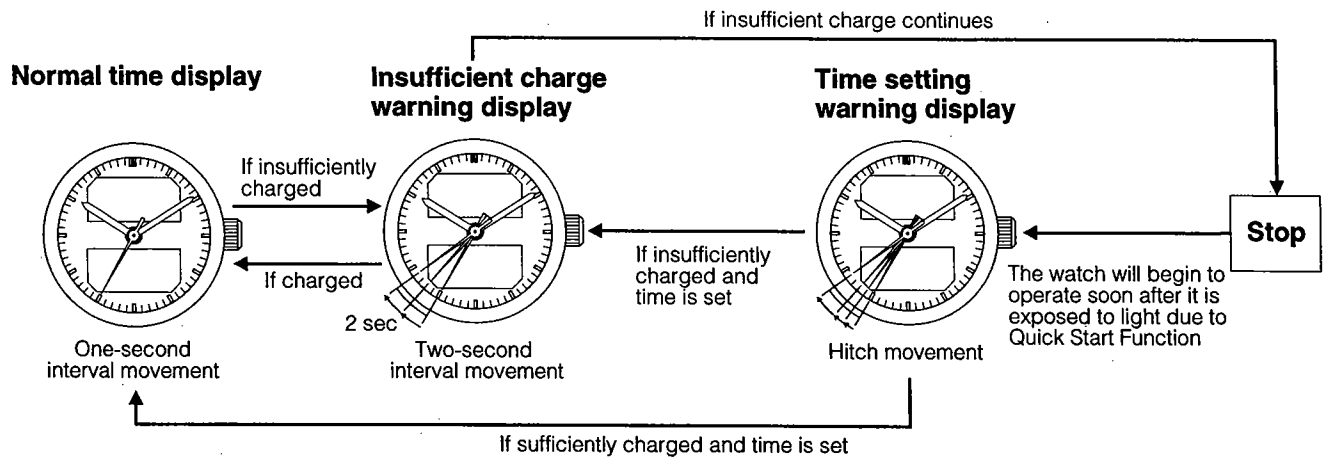 If insufficient charge continues
Normal time display
Insufficient charge
warning display
Time setting
warning display
If insufficiently
charged
If charged
2 sec
One-second
interval movement
Two-second
interval movement
If insufficiently
charged and
time is set
Hitch movement
Stop
The watch will begin to
operate soon after it is
exposed to light due to
Quick Start Function
If sufficiently charged and time is set